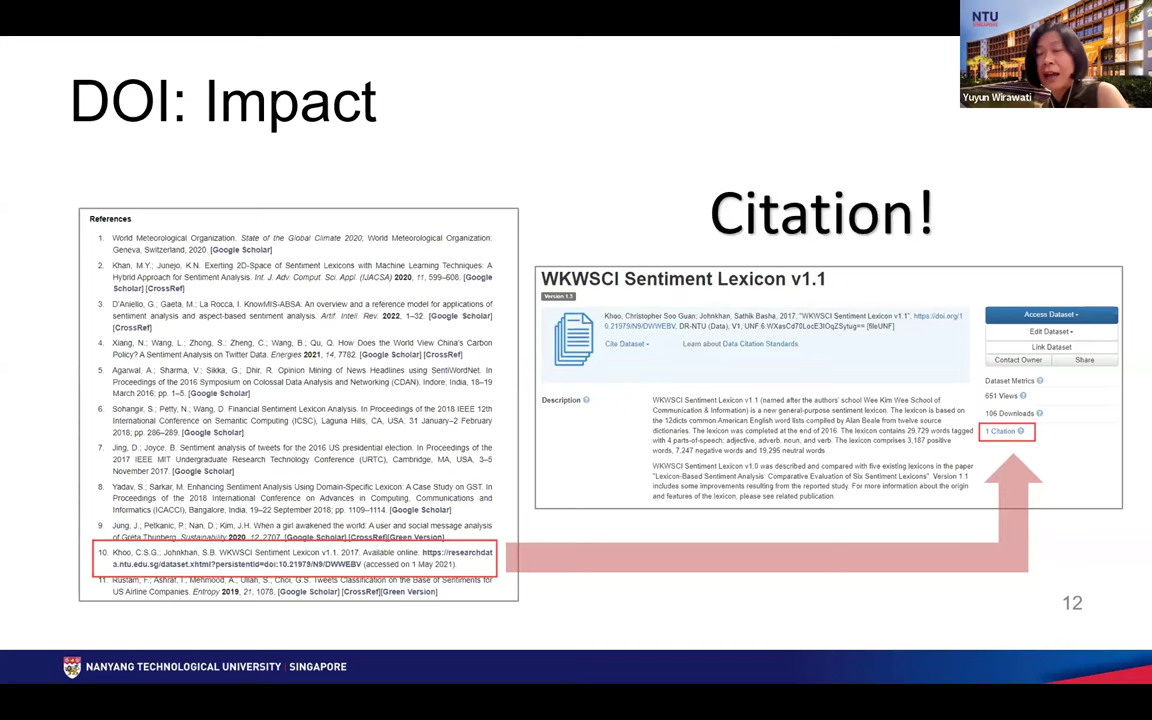 NTU
SINGAPORE
Yuyun Wirawati
DOI: Impact
Citation!
References
1. World Meteorological Organization. State of the Global Climate 2020; World Meteorological Organization:
Geneva, Switzerland, 2020. [Google Scholar]
2. Khan, M.Y.; Junejo, K.N. Exerting 2D-Space of Sentiment Lexicons with Machine Learning Techniques: A
Hybrid Approach for Sentiment Analysis. Int. J. Adv. Comput. Sci. Appl. (IJACSA) 2020, 11, 599–608. [Google
Scholar] [CrossRef]
3. D'Aniello, G.; Gaeta, M.; La Rocca, I. KnowMIS-ABSA: An overview and a reference model for applications of
sentiment analysis and aspect-based sentiment analysis. Artif. Intell. Rev. 2022, 1–32. [Google Scholar]
[CrossRef]
4. Xiang, N.; Wang, L.; Zhong, S.; Zheng, C.; Wang, B.; Qu, Q. How Does the World View China's Carbon
Policy? A Sentiment Analysis on Twitter Data. Energies 2021, 14, 7782. [Google Scholar] [CrossRef]
5. Agarwal, A.; Sharma, V.; Sikka, G.; Dhir, R. Opinion Mining of News Headlines using SentiWordNet. In
Proceedings of the 2016 Symposium on Colossal Data Analysis and Networking (CDAN), Indore, India, 18–19
March 2016; pp. 1–5. [Google Scholar]
6. Sohangir, S.; Petty, N.; Wang, D. Financial Sentiment Lexicon Analysis. In Proceedings of the 2018 IEEE 12th
International Conference on Semantic Computing (ICSC), Laguna Hills, CA, USA, 31 January–2 February
2018; pp. 286–289. [Google Scholar]
7. Jing, D.; Joyce, B. Sentiment analysis of tweets for the 2016 US presidential election. In Proceedings of the
2017 IEEE MIT Undergraduate Research Technology Conference (URTC), Cambridge, MA, USA, 3–5
November 2017. [Google Scholar]
8. Yadav, S.; Sarkar, M. Enhancing Sentiment Analysis Using Domain-Specific Lexicon: A Case Study on GST. In
Proceedings of the 2018 International Conference on Advances in Computing, Communications and
Informatics (ICACCI), Bangalore, India, 19–22 September 2018; pp. 1109–1114. [Google Scholar]
9. Jung, J.; Petkanic, P.; Nan, D.; Kim, J.H. When a girl awakened the world: A user and social message analysis
of Greta Thunberg. Sustainability 2020, 12, 2707. [Google Scholar] [CrossRef][Green Version]
10. Khoo, C.S.G.; Johnkhan, S.B. WKWSCI Sentiment Lexicon v1.1. 2017. Available online: https://researchdat
a.ntu.edu.sg/dataset.xhtml?persistentId=doi:10.21979/N9/DWWEBV (accessed on 1 May 2021).
11. Rustam, F.; Ashraf, I.; Mehmood, A.; Ullah, S.; Choi, G.S. Tweets Classification on the Base of Sentiments for
US Airline Companies. Entropy 2019, 21, 1078. [Google Scholar] [CrossRef][Green Version]
WKWSCI Sentiment Lexicon v1.1
Version 1.3
Khoo, Christopher Soo Guan; Johnkhan, Sathik Basha, 2017, "WKWSCI Sentiment Lexicon v1.1", https://doi.org/1
0.21979/N9/DWWEBV, DR-NTU (Data), V1, [fileUNF]
Cite Dataset
Learn about Data Citation Standards.
Access Dataset
Edit Dataset
Link Dataset
Contact Owner
Share
Dataset Metrics
651 Views
106 Downloads
1 Citation
Description
WKWSCI Sentiment Lexicon v1.1 (named after the authors' school Wee Kim Wee School of
Communication & Information) is a new general-purpose sentiment lexicon. The lexicon is based on
the 12dicts common American English word lists compiled by Alan Beale from twelve source
dictionaries. The lexicon was completed at the end of 2016. The lexicon contains 29,729 words tagged
with 4 parts-of-speech: adjective, adverb, noun, and verb. The lexicon comprises 3,187 positive
words, 7,247 negative words and 19,295 neutral words.
WKWSCI Sentiment Lexicon v1.0 was described and compared with five existing lexicons in the paper
"Lexicon-Based Sentiment Analysis: Comparative Evaluation of Six Sentiment Lexicons". Version 1.1
includes some improvements resulting from the reported study. For more information about the origin
and features of the lexicon, please see related publication.
12
NANYANG TECHNOLOGICAL UNIVERSITY | SINGAPORE